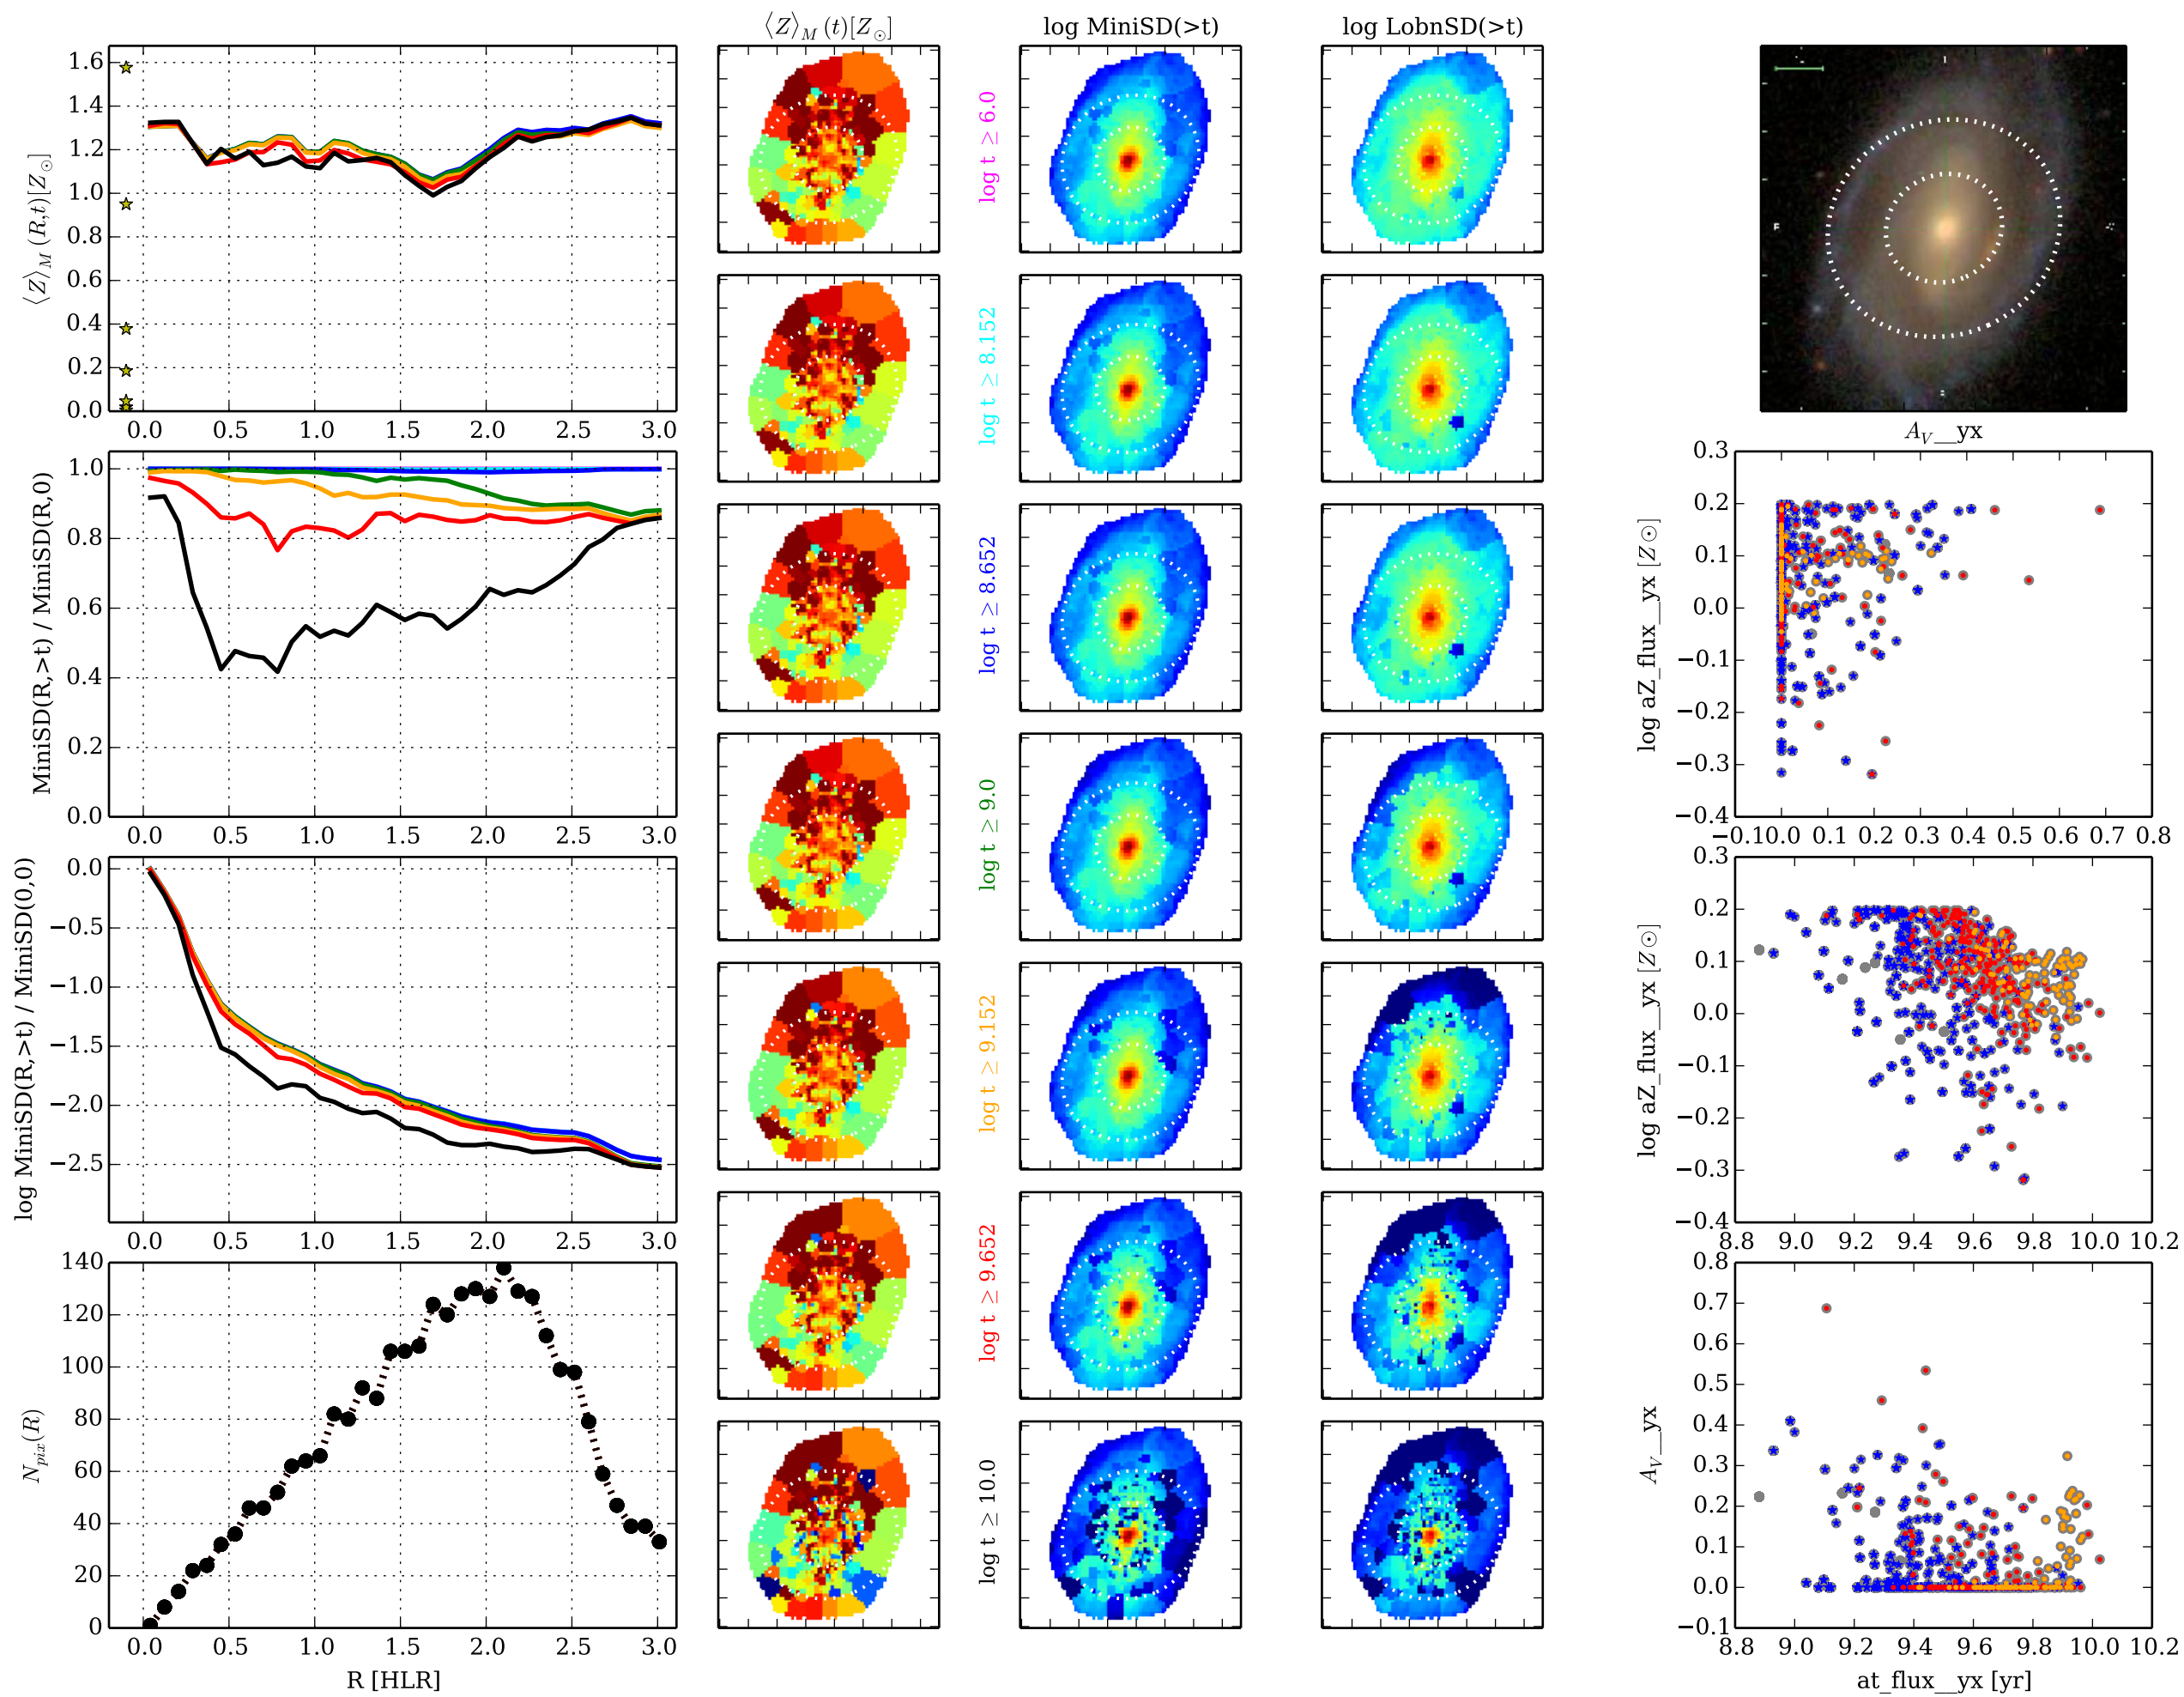 ⟨Z⟩_M (t)[Z_⊙]
log MiniSD(>t)
log LobnSD(>t)
⟨Z⟩_M (R,t)[Z_⊙]
1.6
1.4
1.2
1.0
0.8
0.6
0.4
0.2
0.0
0.0 0.5 1.0 1.5 2.0 2.5 3.0
MiniSD(R,>t) / MiniSD(R,0)
1.0
0.8
0.6
0.4
0.2
0.0
0.0 0.5 1.0 1.5 2.0 2.5 3.0
log MiniSD(R,>t) / MiniSD(0,0)
0.0
−0.5
−1.0
−1.5
−2.0
−2.5
0.0 0.5 1.0 1.5 2.0 2.5 3.0
N_pix(R)
140
120
100
80
60
40
20
0
0.0 0.5 1.0 1.5 2.0 2.5 3.0
R [HLR]
log t ≥ 6.0
log t ≥ 8.152
log t ≥ 8.652
log t ≥ 9.0
log t ≥ 9.152
log t ≥ 9.652
log t ≥ 10.0
A_V__yx
log aZ_flux__yx [Z⊙]
0.3
0.2
0.1
0.0
−0.1
−0.2
−0.3
−0.4
−0.1 0.0 0.1 0.2 0.3 0.4 0.5 0.6 0.7 0.8
log aZ_flux__yx [Z⊙]
0.3
0.2
0.1
0.0
−0.1
−0.2
−0.3
−0.4
8.8 9.0 9.2 9.4 9.6 9.8 10.0 10.2
A_V__yx
0.8
0.7
0.6
0.5
0.4
0.3
0.2
0.1
0.0
−0.1
8.8 9.0 9.2 9.4 9.6 9.8 10.0 10.2
at_flux__yx [yr]